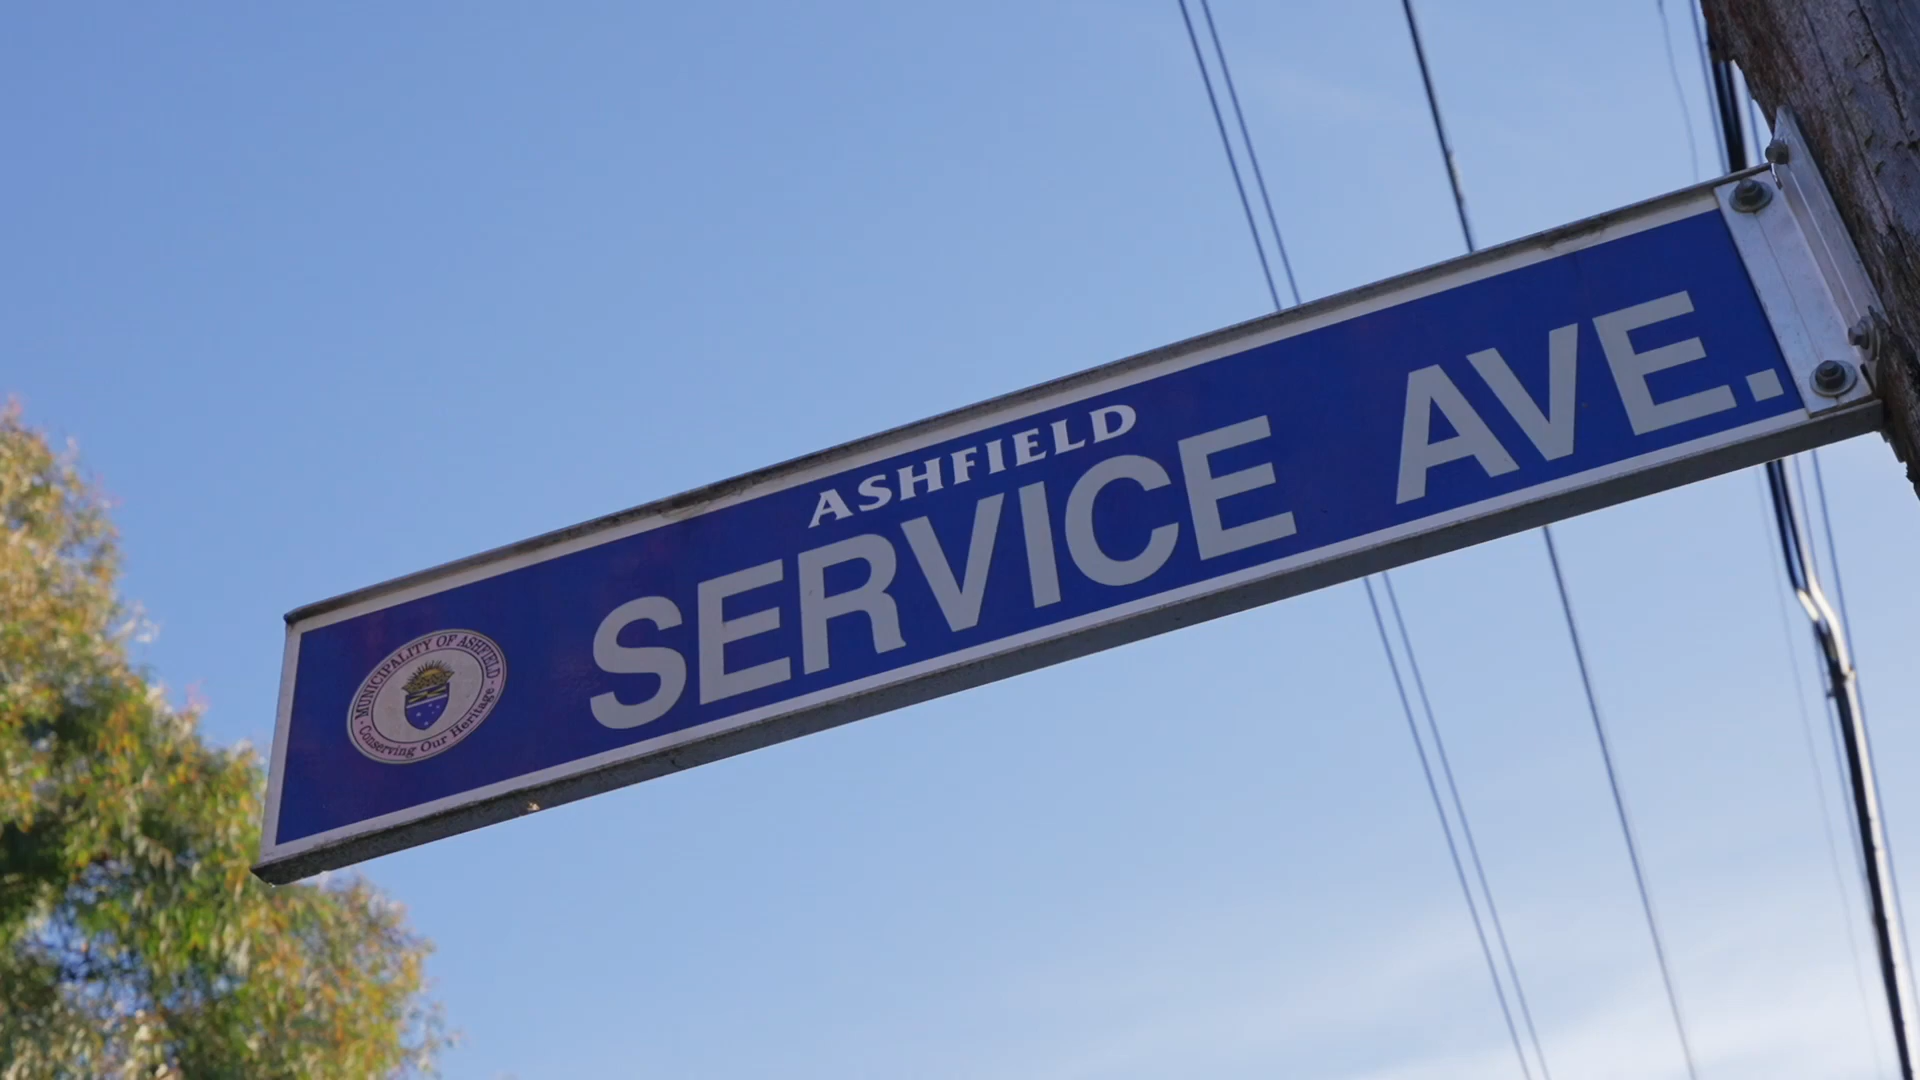 ASHFIELD
SERVICE AVE.
MUNICIPALITY OF ASHFIELD
Conserving Our Heritage